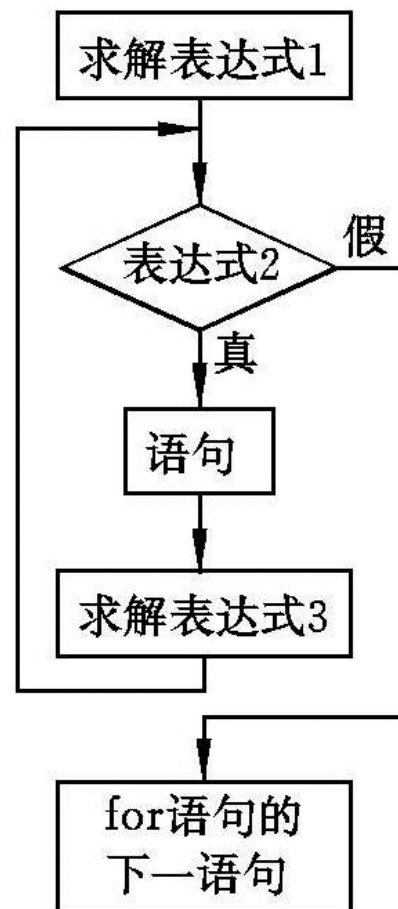 求解表达式1
表达式2
假
真
语句
求解表达式3
for语句的
下一语句